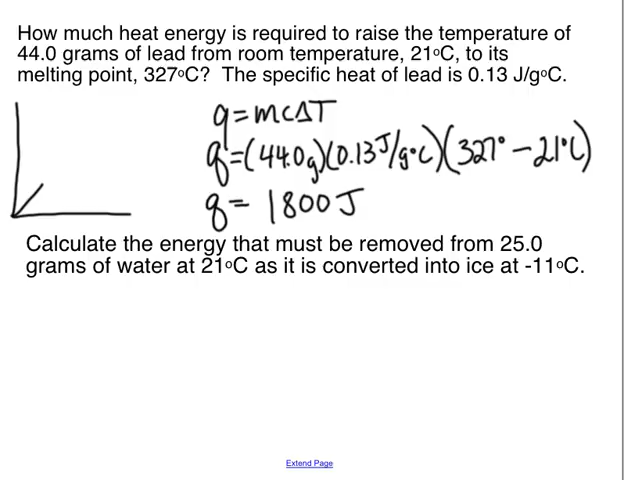 How much heat energy is required to raise the temperature of
44.0 grams of lead from room temperature, 21°C, to its
melting point, 327°C? The specific heat of lead is 0.13 J/g°C.
q = mcΔT
q = (44.0g)(0.13 J/g°C)(327° - 21°C)
q = 1800 J
Calculate the energy that must be removed from 25.0
grams of water at 21°C as it is converted into ice at -11°C.
Extend Page